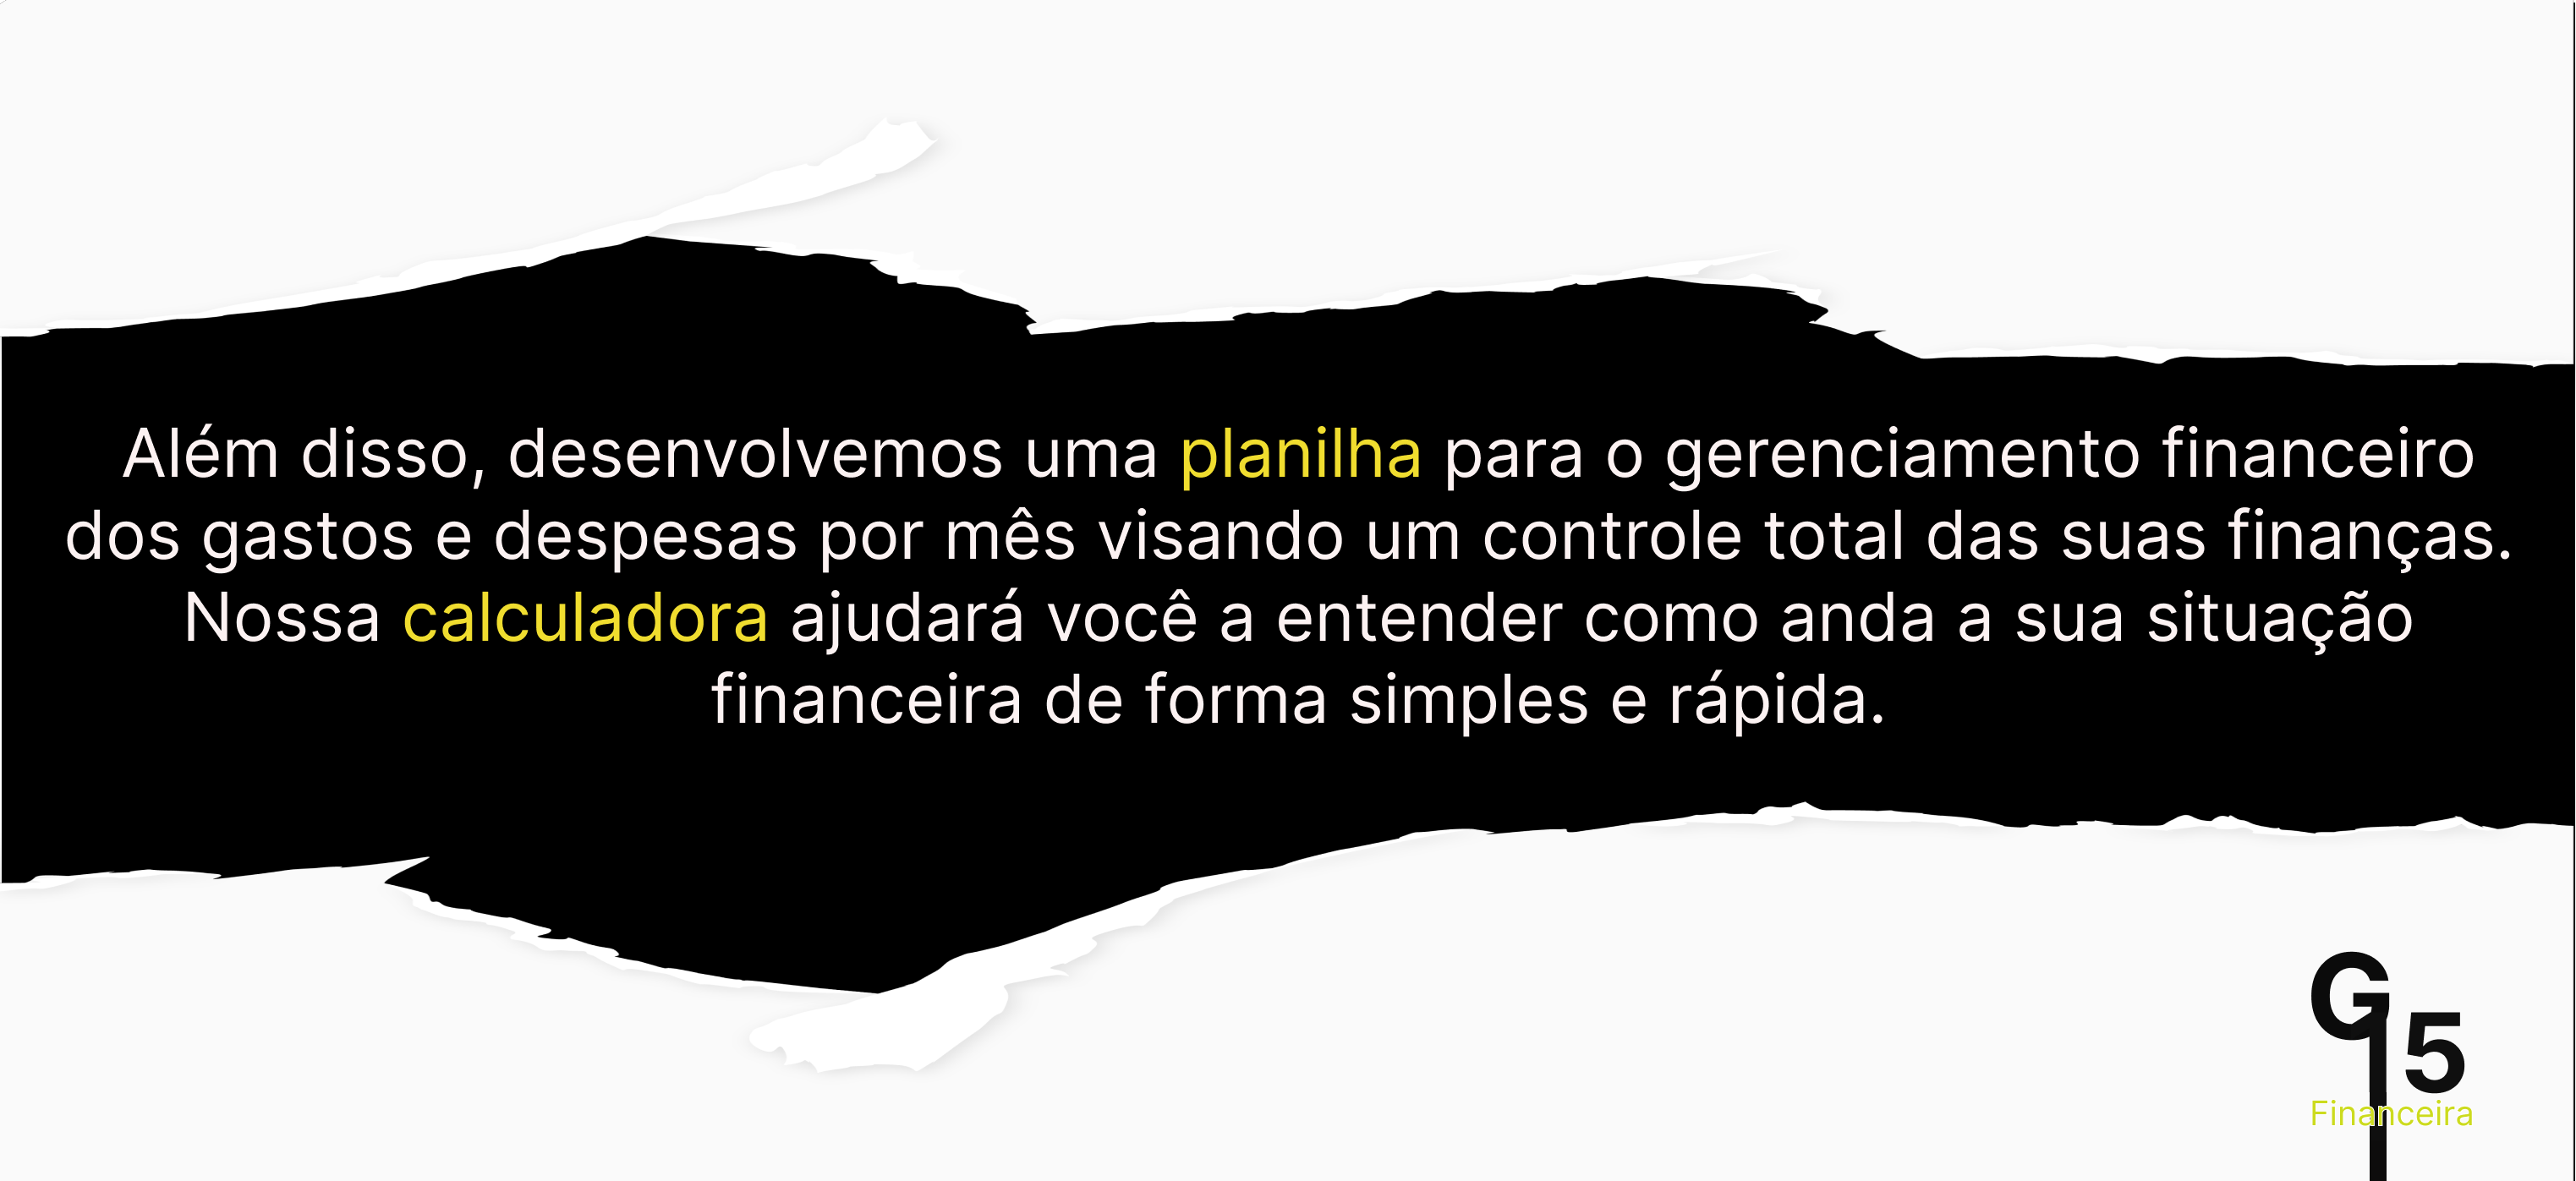 Além disso, desenvolvemos uma planilha para o gerenciamento financeiro
dos gastos e despesas por mês visando um controle total das suas finanças.
Nossa calculadora ajudará você a entender como anda a sua situação
financeira de forma simples e rápida.
G15
Financeira